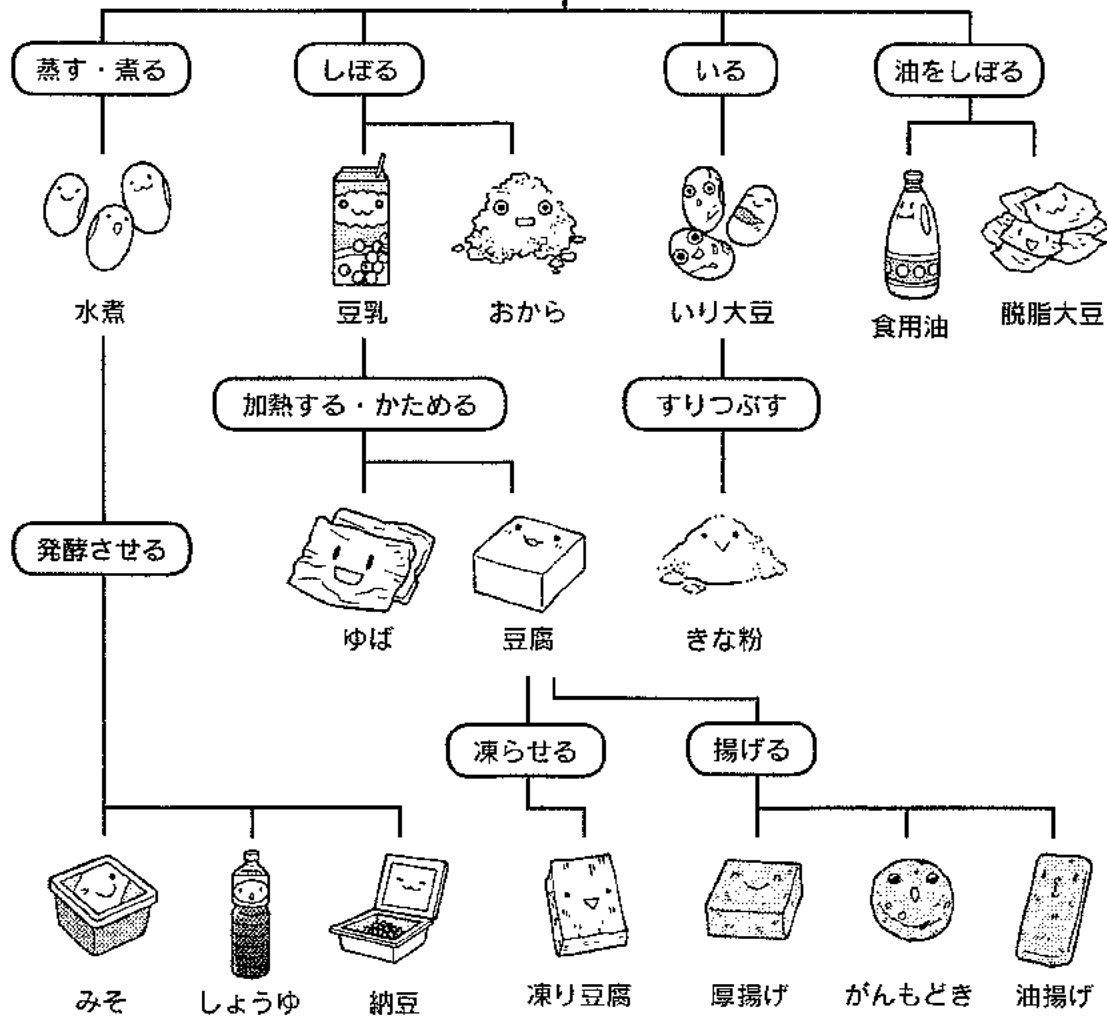 蒸す・煮る
しぼる
いる
油をしぼる
水煮
豆乳
おから
いり大豆
食用油
脱脂大豆
加熱する・かためる
すりつぶす
発酵させる
ゆば
豆腐
きな粉
凍らせる
揚げる
みそ
しょうゆ
納豆
凍り豆腐
厚揚げ
がんもどき
油揚げ